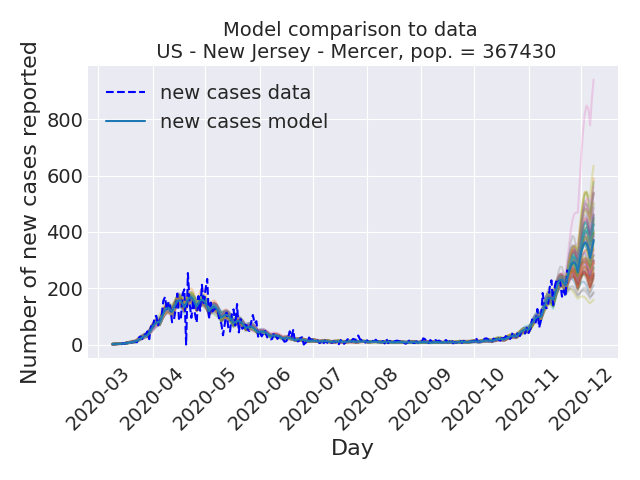 Model comparison to data
US - New Jersey - Mercer, pop. = 367430
Number of new cases reported
new cases data
new cases model
800
600
400
200
0
2020-03
2020-04
2020-05
2020-06
2020-07
2020-08
2020-09
2020-10
2020-11
2020-12
Day